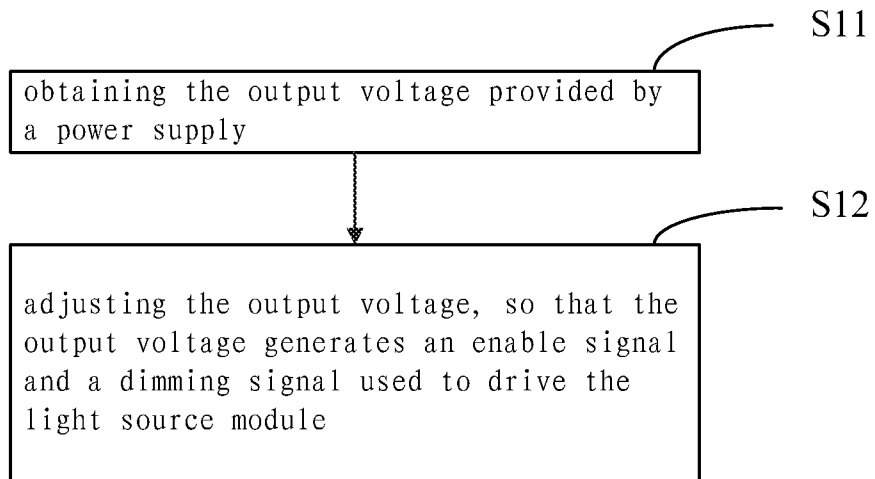 S11
obtaining the output voltage provided by
a power supply
S12
adjusting the output voltage, so that the
output voltage generates an enable signal
and a dimming signal used to drive the
light source module